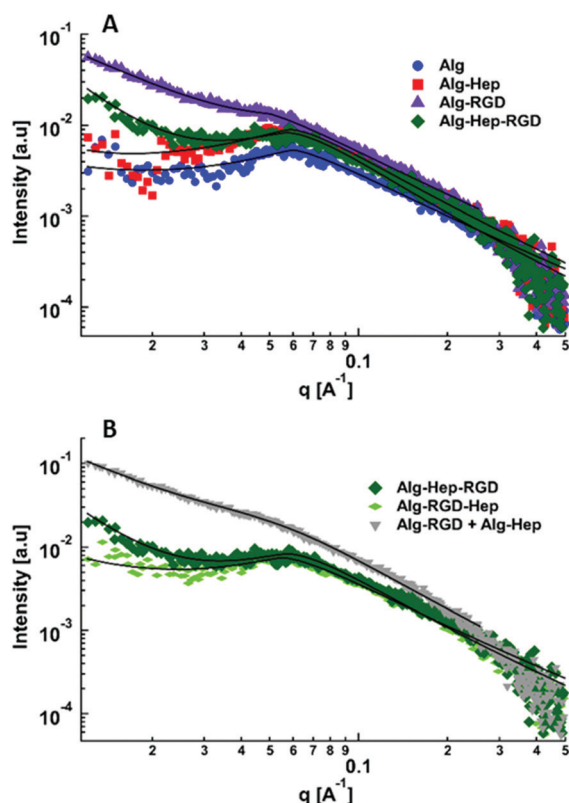 A
10⁻¹
10⁻²
10⁻³
10⁻⁴
Intensity [a.u]
Alg
Alg-Hep
Alg-RGD
Alg-Hep-RGD
2 3 4 5 6 7 8 9 0.1 2 3 4 5
q [A⁻¹]
B
10⁻¹
10⁻²
10⁻³
10⁻⁴
Intensity [a.u]
Alg-Hep-RGD
Alg-RGD-Hep
Alg-RGD + Alg-Hep
2 3 4 5 6 7 8 9 0.1 2 3 4 5
q [A⁻¹]